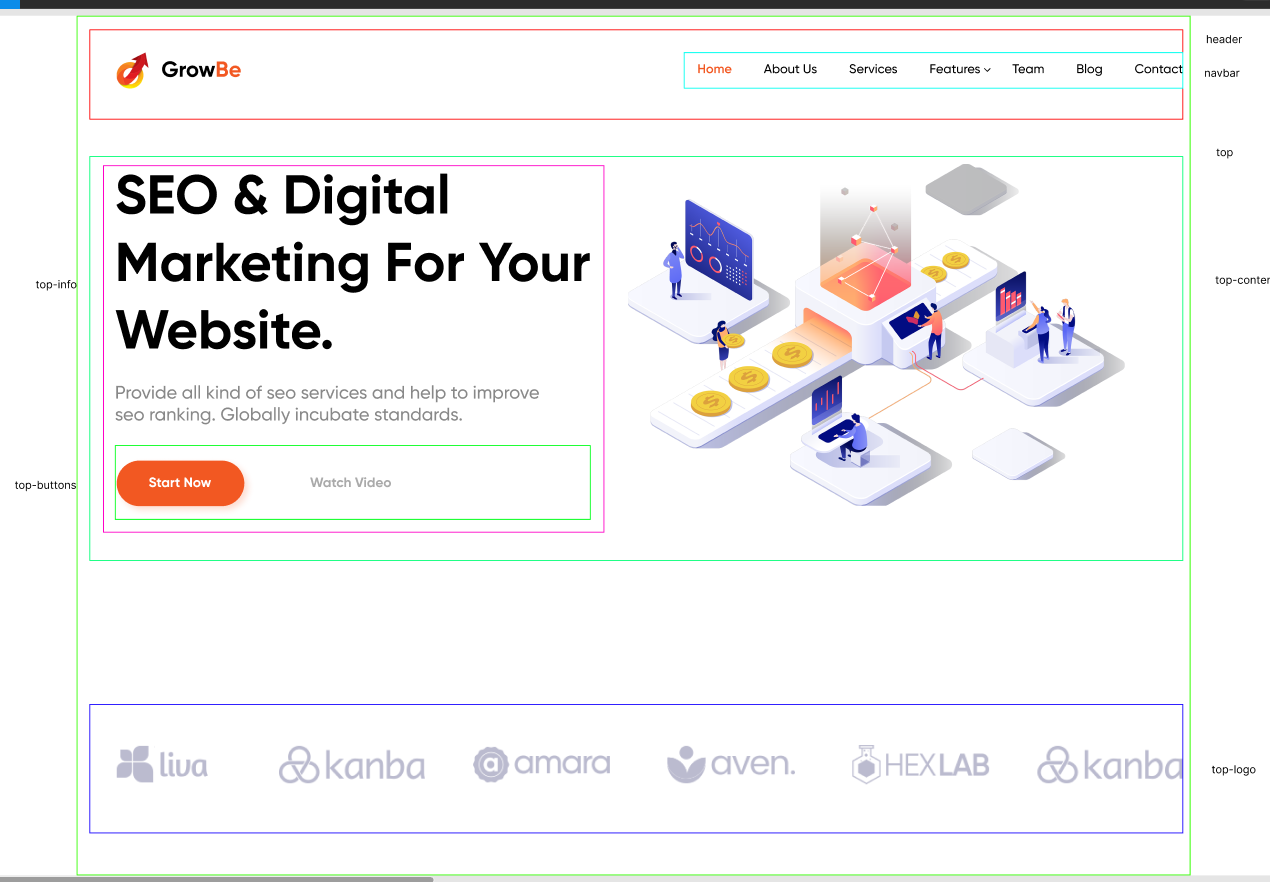 header
GrowBe
Home About Us Services Features Team Blog Contact
navbar
top
SEO & Digital
Marketing For Your
Website.
top-info
top-conter
Provide all kind of seo services and help to improve
seo ranking. Globally incubate standards.
top-buttons
Start Now Watch Video
liva kanba amara aven. HEXLAB kanba
top-logo